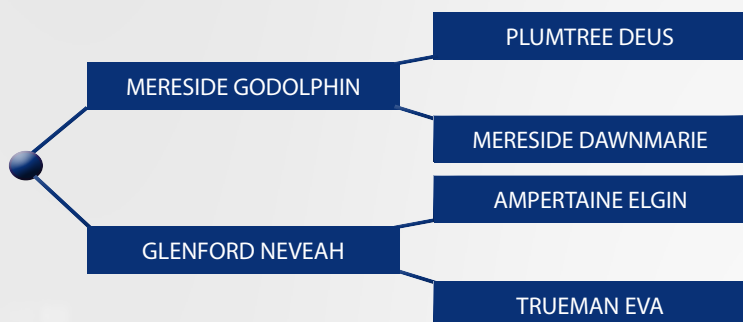 PLUMTREE DEUS
MERESIDE GODOLPHIN
MERESIDE DAWNMARIE
AMPERTAINE ELGIN
GLENFORD NEVEAH
TRUEMAN EVA